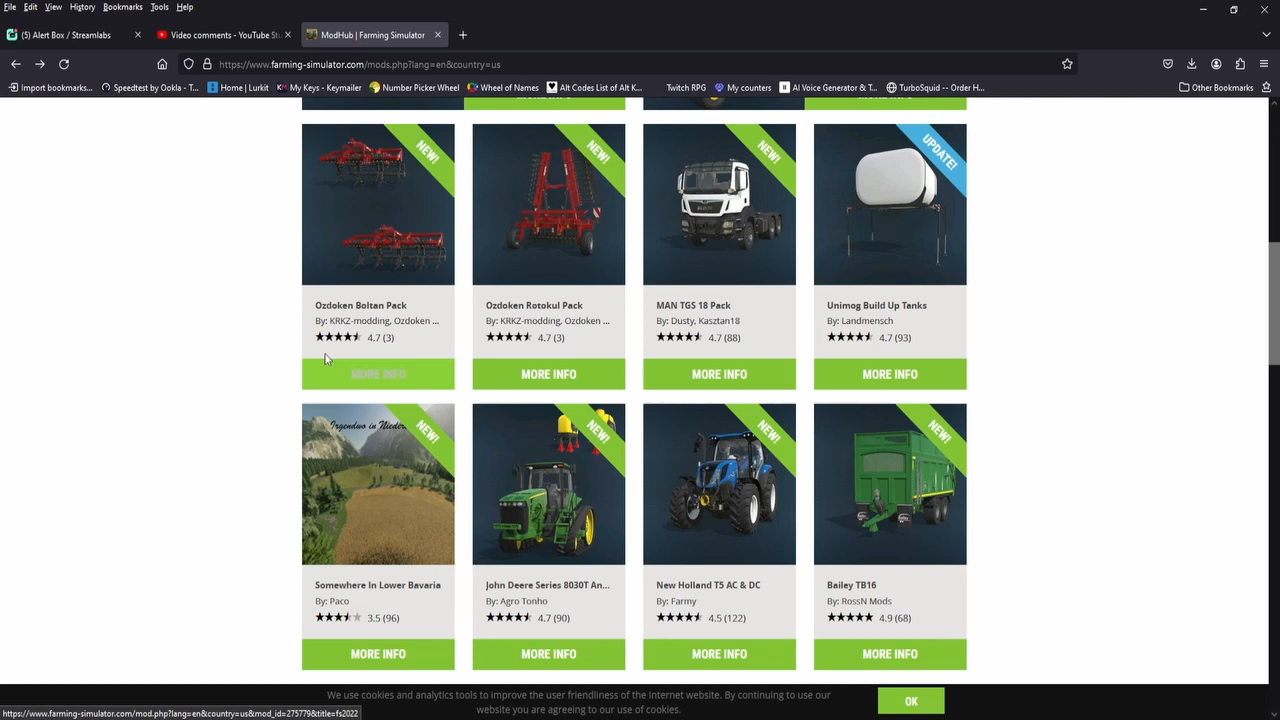 File Edit View History Bookmarks Tools Help
(5) Alert Box / Streamlabs
Video comments - YouTube Stu
ModHub | Farming Simulator
https://www.farming-simulator.com/mods.php?lang=en&country=us
Import bookmarks...
Speedtest by Ookla - T...
Home | Lurkit
My Keys - Keymailer
Number Picker Wheel
Wheel of Names
Alt Codes List of Alt K...
Twitch RPG
My counters
AI Voice Generator & T...
TurboSquid -- Order H...
Other Bookmarks
MORE INFO MORE INFO
NEW! NEW! NEW! UPDATE!
Ozdoken Boltan Pack
By: KRKZ-modding, Ozdoken ...
4.7 (3)
MORE INFO
Ozdoken Rotokul Pack
By: KRKZ-modding, Ozdoken ...
4.7 (3)
MORE INFO
MAN TGS 18 Pack
By: Dusty, Kasztan18
4.7 (88)
MORE INFO
Unimog Build Up Tanks
By: Landmensch
4.7 (93)
MORE INFO
Irgendwo in Nieder
NEW! NEW! NEW! NEW!
Somewhere In Lower Bavaria
By: Paco
3.5 (96)
MORE INFO
John Deere Series 8030T An...
By: Agro Tonho
4.7 (90)
MORE INFO
New Holland T5 AC & DC
By: Farmy
4.5 (122)
MORE INFO
Bailey TB16
By: RossN Mods
4.9 (68)
MORE INFO
We use cookies and analytics tools to improve the user friendliness of the Internet website. By continuing to use our
website you are agreeing to our use of cookies.
OK
https://www.farming-simulator.com/mod.php?lang=en&country=us&mod_id=275779&title=fs2022